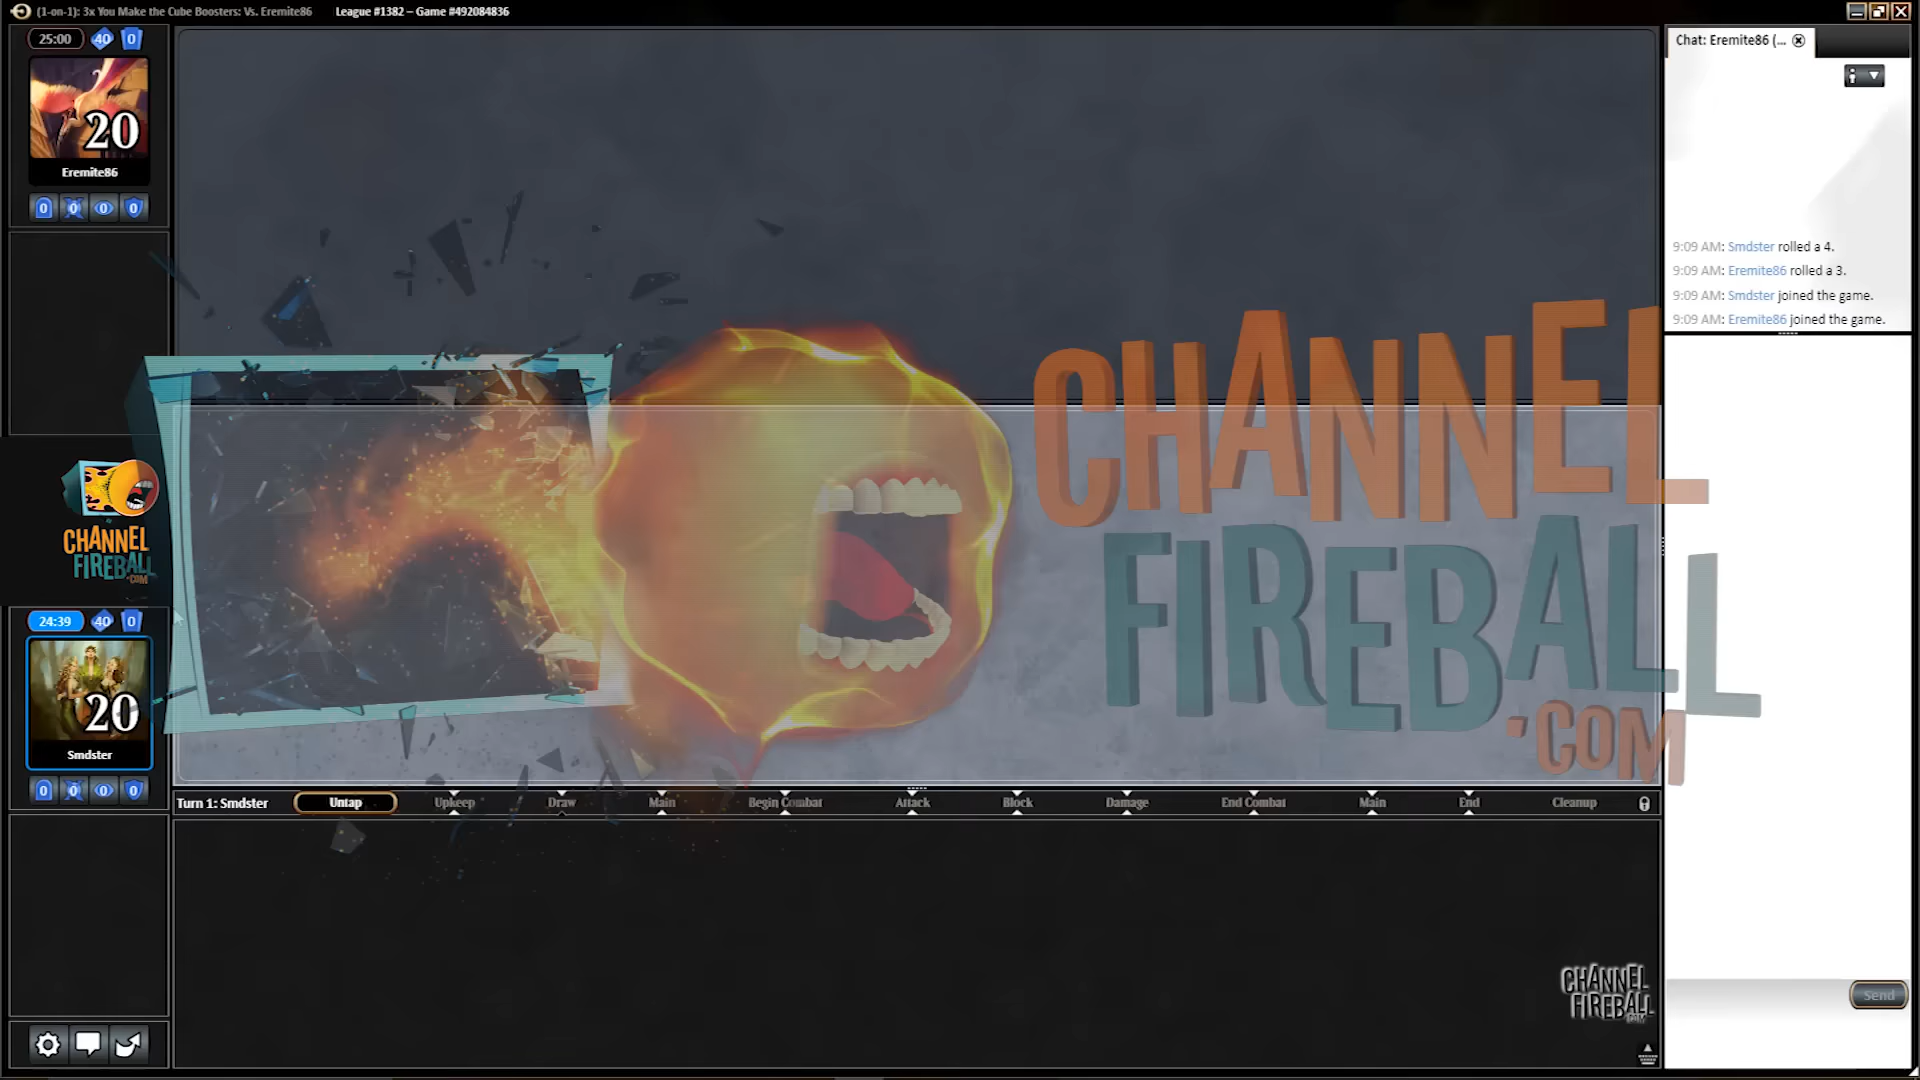 (1-on-1): 3x You Make the Cube Boosters: Vs. Eremite86 League #1382 – Game #492084836
25:00 40 0
20
Eremite86
0 0 0 0
Chat: Eremite86 (...
9:09 AM: Smdster rolled a 4.
9:09 AM: Eremite86 rolled a 3.
9:09 AM: Smdster joined the game.
9:09 AM: Eremite86 joined the game.
CHANNEL
FIREBALL
.COM
CHANNEL
FIREBALL
.COM
24:39 40 0
20
Smdster
0 0 0 0
Turn 1: Smdster Untap Upkeep Draw Main Begin Combat Attack Block Damage End Combat Main End Cleanup
CHANNEL
FIREBALL
.COM
Send